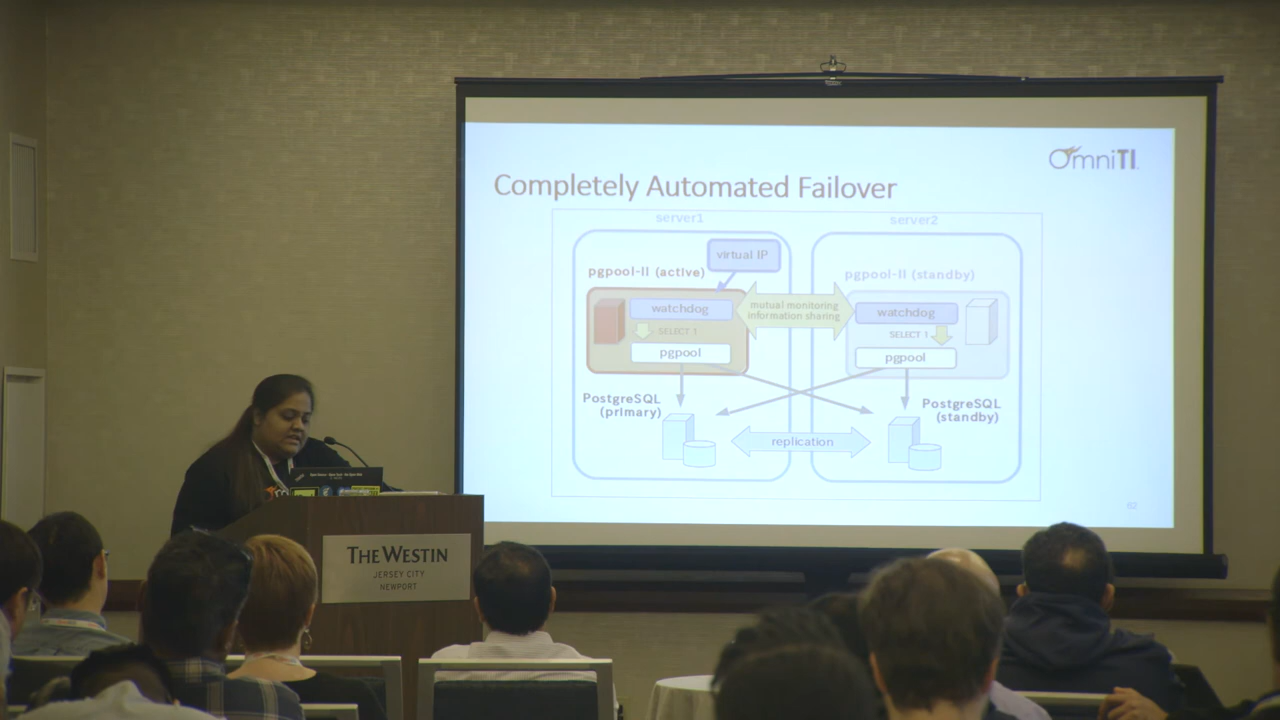 OmniTI
Completely Automated Failover
server1
server2
virtual IP
pgpool-II (active)
pgpool-II (standby)
watchdog
mutual monitoring
information sharing
watchdog
SELECT 1
SELECT 1
pgpool
pgpool
PostgreSQL
(primary)
PostgreSQL
(standby)
replication
62
THE WESTIN
JERSEY CITY
NEWPORT